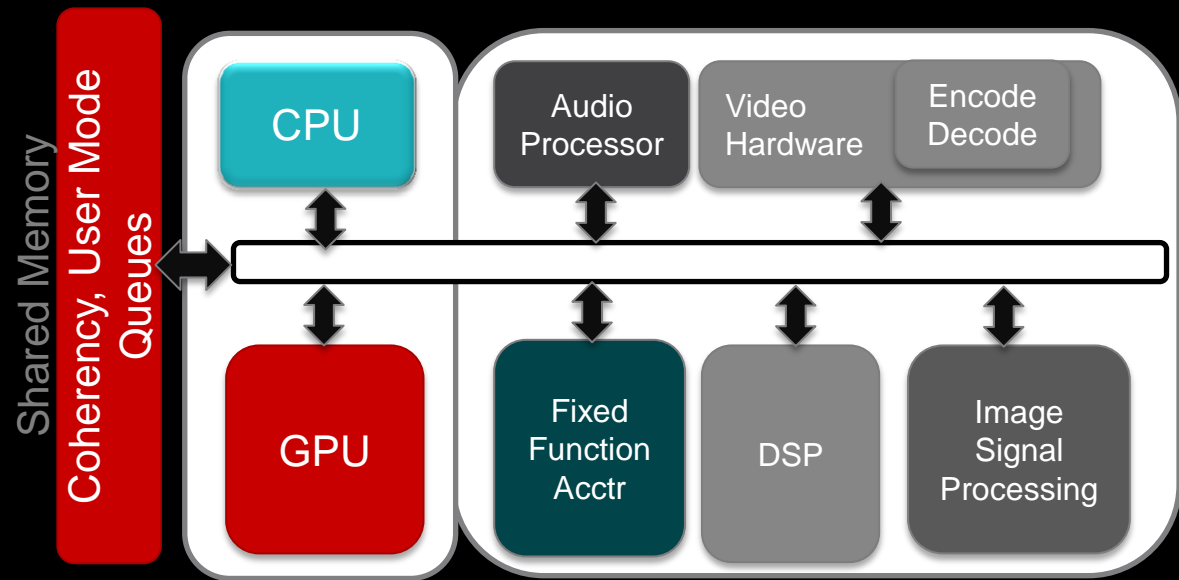 Shared Memory
Coherency, User Mode
Queues
CPU
Audio
Processor
Video
Hardware
Encode
Decode
GPU
Fixed
Function
Acctr
DSP
Image
Signal
Processing